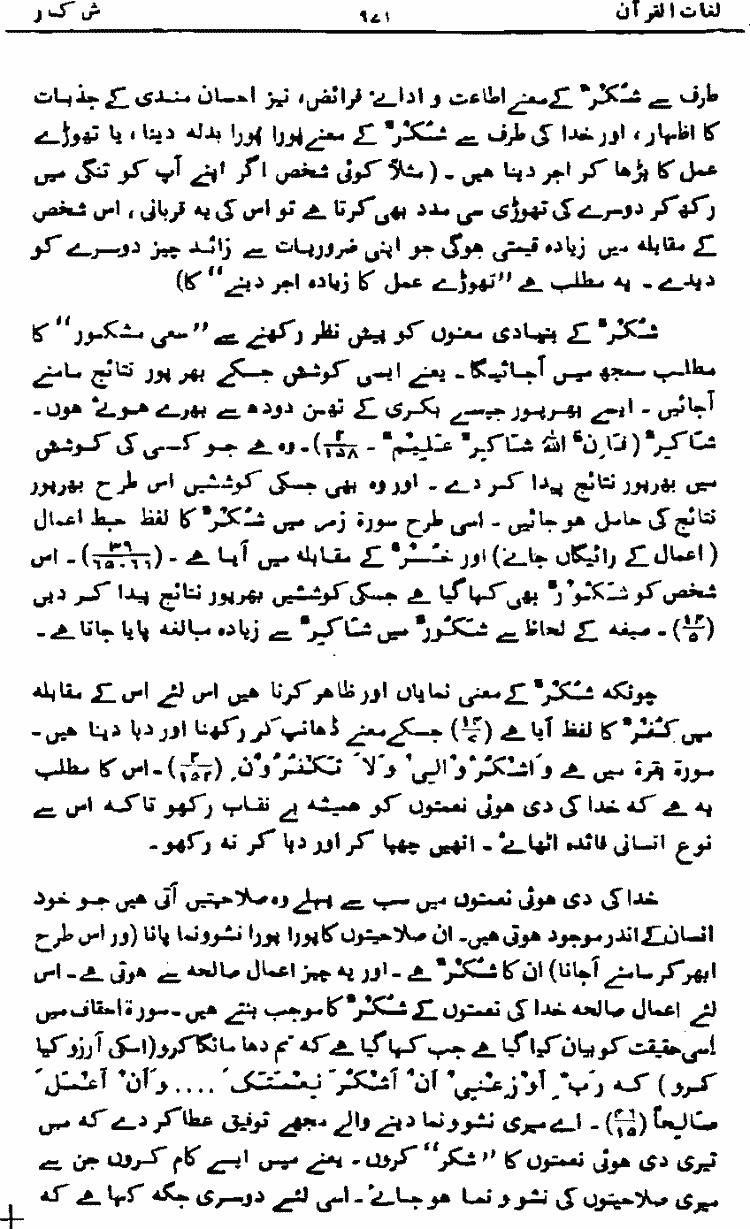 لغات القرآن ۹۷۱ ش ک ر
طرف سے شُکْرٌ کے معنے اطاعت و ادائے فرائض، نیز احسان مندی کے جذبات
کا اظہار، اور خدا کی طرف سے شُکْرٌ کے معنے پورا پورا بدلہ دینا، یا تھوڑے
عمل کا بڑھا کر اجر دینا ہیں۔ (مثلاً کوئی شخص اگر اپنے آپ کو تنگی میں
رکھ کر دوسرے کی تھوڑی سی مدد بھی کرتا ہے تو اس کی یہ قربانی، اس شخص
کے مقابلہ میں زیادہ قیمتی ہوگی جو اپنی ضروریات سے زائد چیز دوسرے کو
دیدے۔ یہ مطلب ہے ”تھوڑے عمل کا زیادہ اجر دینے“ کا)
شُکْرٌ کے بنیادی معنوں کو پیش نظر رکھنے سے ”سعی مشکور“ کا
مطلب سمجھ میں آجائیگا۔ یعنے ایسی کوشش جسکے بھر پور نتائج سامنے
آجائیں۔ ایسے بھرپور جیسے بکری کے تھن دودھ سے بھرے ہوئے ہوں۔
شَاکِرٌ (فَاِنَّ اللہَ شَاکِرٌ عَلِیْمٌ۔ ۲/۱۵۸)۔ وہ ہے جو کسی کی کوشش
میں بھرپور نتائج پیدا کر دے۔ اور وہ بھی جسکی کوششیں اس طرح بھرپور
نتائج کی حامل ہوجائیں۔ اسی طرح سورۃ زمر میں شُکْرٌ کا لفظ حبط اعمال
(اعمال کے رائیگاں جانے) اور خُسْرٌ کے مقابلہ میں آیا ہے۔ (۳۹/۶۵،۶۶)۔ اس
شخص کو شَکُوْرٌ بھی کہا گیا ہے جسکی کوششیں بھرپور نتائج پیدا کر دیں
(۱۴/۵)۔ صیغہ کے لحاظ سے شَکُوْرٌ میں شَاکِرٌ سے زیادہ مبالغہ پایا جاتا ہے۔
چونکہ شُکْرٌ کے معنی نمایاں اور ظاہر کرنا ہیں اس لئے اس کے مقابلہ
میں کُفْرٌ کا لفظ آیا ہے (۱۴/۷) جسکے معنے ڈھانپ کر رکھنا اور دبا دینا ہیں۔
سورۃ بقرۃ میں ہے وَاشْکُرُوْالِیْ وَلَا تَکْفُرُوْنِ (۲/۱۵۲)۔ اس کا مطلب
یہ ہے کہ خدا کی دی ہوئی نعمتوں کو ہمیشہ بے نقاب رکھو تاکہ اس سے
نوع انسانی فائدہ اٹھائے۔ انھیں چھپا کر اور دبا کر نہ رکھو۔
خدا کی دی ہوئی نعمتوں میں سب سے پہلے وہ صلاحیتیں آتی ہیں جو خود
انسان کے اندر موجود ہوتی ہیں۔ ان صلاحیتوں کا پورا پورا نشوونما پانا (ور اس طرح
ابھر کر سامنے آجانا) ان کا شُکْرٌ ہے۔ اور یہ چیز اعمال صالحہ سے ہوتی ہے۔ اس
لئے اعمال صالحہ خدا کی نعمتوں کے شُکْرٌ کا موجب بنتے ہیں۔ سورۃ احقاف میں
اِسی حقیقت کو بیان کیا گیا ہے جب کہا گیا ہے کہ تم دعا مانگا کرو (اسکی آرزو کیا
کرو) کہ رَبِّ اَوْزِعْنِیْ اَنْ اَشْکُرَ نِعْمَتَکَ .... وَاَنْ اَعْمَلَ
صَالِحاً (۴۶/۱۵)۔ اے میری نشوونما دینے والے مجھے توفیق عطا کر دے کہ میں
تیری دی ہوئی نعمتوں کا ”شکر“ کروں۔ یعنے میں ایسے کام کروں جن سے
میری صلاحیتوں کی نشو و نما ہو جائے۔ اسی لئے دوسری جگہ کہا ہے کہ